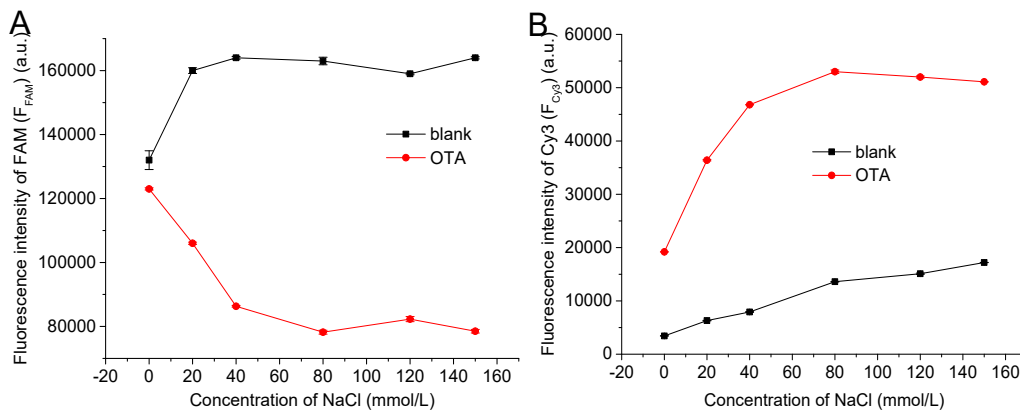 A
Fluorescence intensity of FAM (F_FAM) (a.u.)
160000
140000
120000
100000
80000
blank
OTA
-20 0 20 40 60 80 100 120 140 160
Concentration of NaCl (mmol/L)
B
Fluorescence intensity of Cy3 (F_Cy3) (a.u.)
60000
50000
40000
30000
20000
10000
0
blank
OTA
-20 0 20 40 60 80 100 120 140 160
Concentration of NaCl (mmol/L)